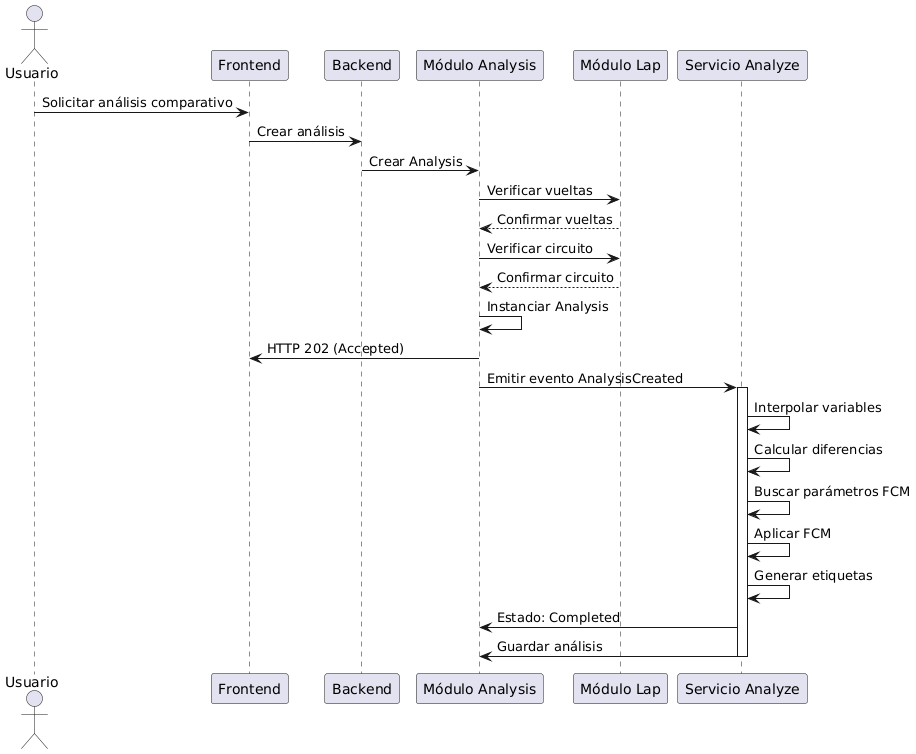 Usuario
Frontend
Backend
Módulo Analysis
Módulo Lap
Servicio Analyze
Solicitar análisis comparativo
Crear análisis
Crear Analysis
Verificar vueltas
Confirmar vueltas
Verificar circuito
Confirmar circuito
Instanciar Analysis
HTTP 202 (Accepted)
Emitir evento AnalysisCreated
Interpolar variables
Calcular diferencias
Buscar parámetros FCM
Aplicar FCM
Generar etiquetas
Estado: Completed
Guardar análisis
Usuario
Frontend
Backend
Módulo Analysis
Módulo Lap
Servicio Analyze